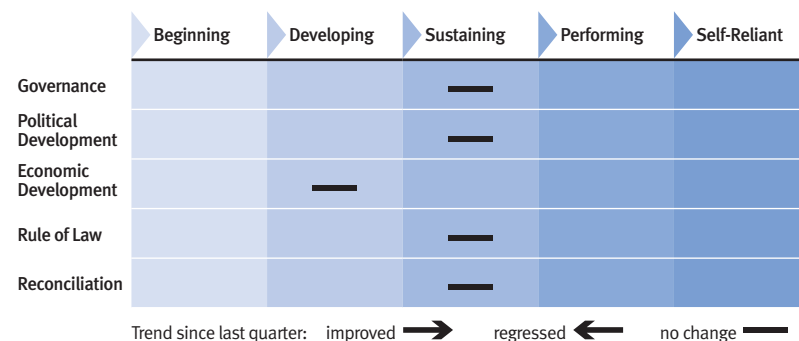 Beginning Developing Sustaining Performing Self-Reliant
Governance
Political
Development
Economic
Development
Rule of Law
Reconciliation
Trend since last quarter: improved regressed no change